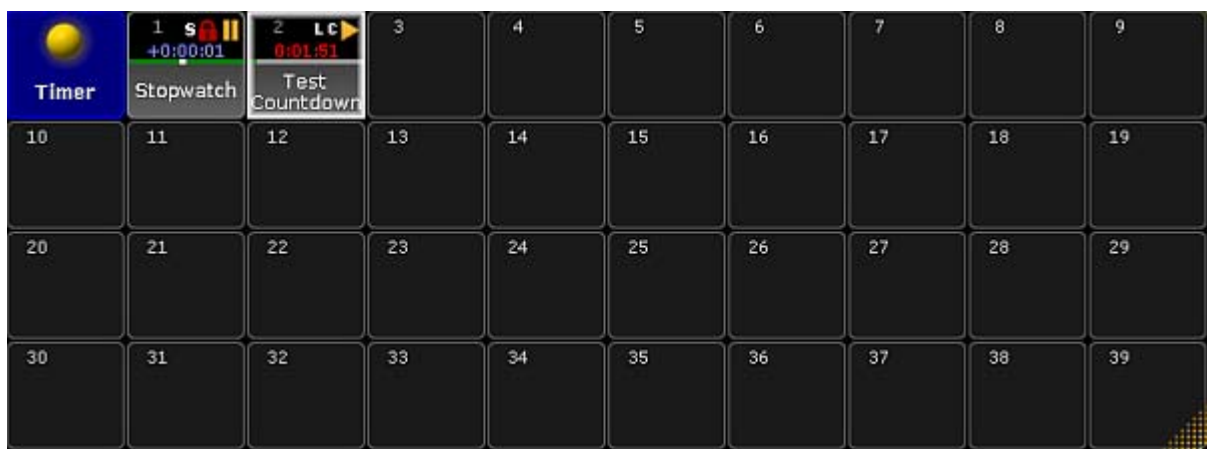 1 S 2 LC 3 4 5 6 7 8 9
+0:00:01 0:01:51
Timer Stopwatch Test
Countdown
10 11 12 13 14 15 16 17 18 19
20 21 22 23 24 25 26 27 28 29
30 31 32 33 34 35 36 37 38 39